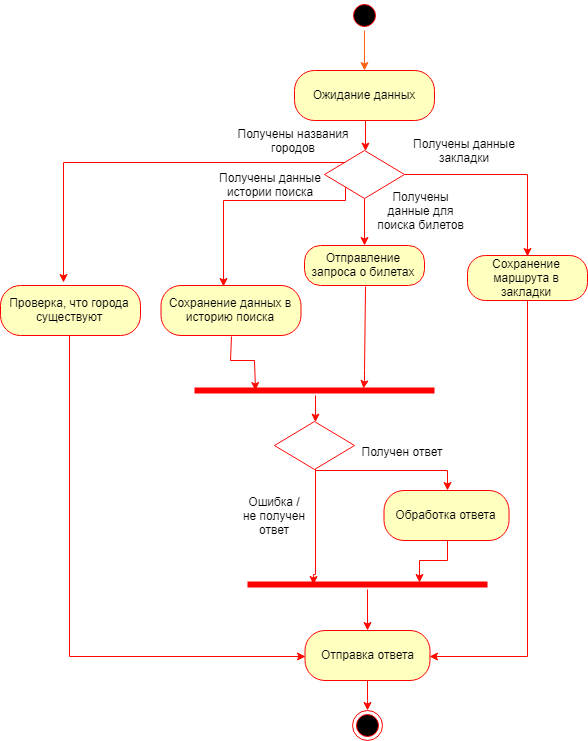 Ожидание данных
Получены названия
городов
Получены данные
закладки
Получены данные
истории поиска
Получены
данные для
поиска билетов
Отправление
запроса о билетах
Сохранение
маршрута в
закладки
Проверка, что города
существуют
Сохранение данных в
историю поиска
Получен ответ
Ошибка /
не получен
ответ
Обработка ответа
Отправка ответа